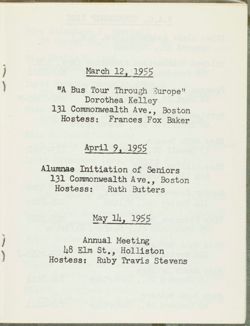 March 12, 1955
"A Bus Tour Through Europe"
Dorothea Kelley
131 Commonwealth Ave., Boston
Hostess: Frances Fox Baker
April 9, 1955
Alumnae Initiation of Seniors
131 Commonwealth Ave., Boston
Hostess: Ruth Butters
May 14, 1955
Annual Meeting
48 Elm St., Holliston
Hostess: Ruby Travis Stevens